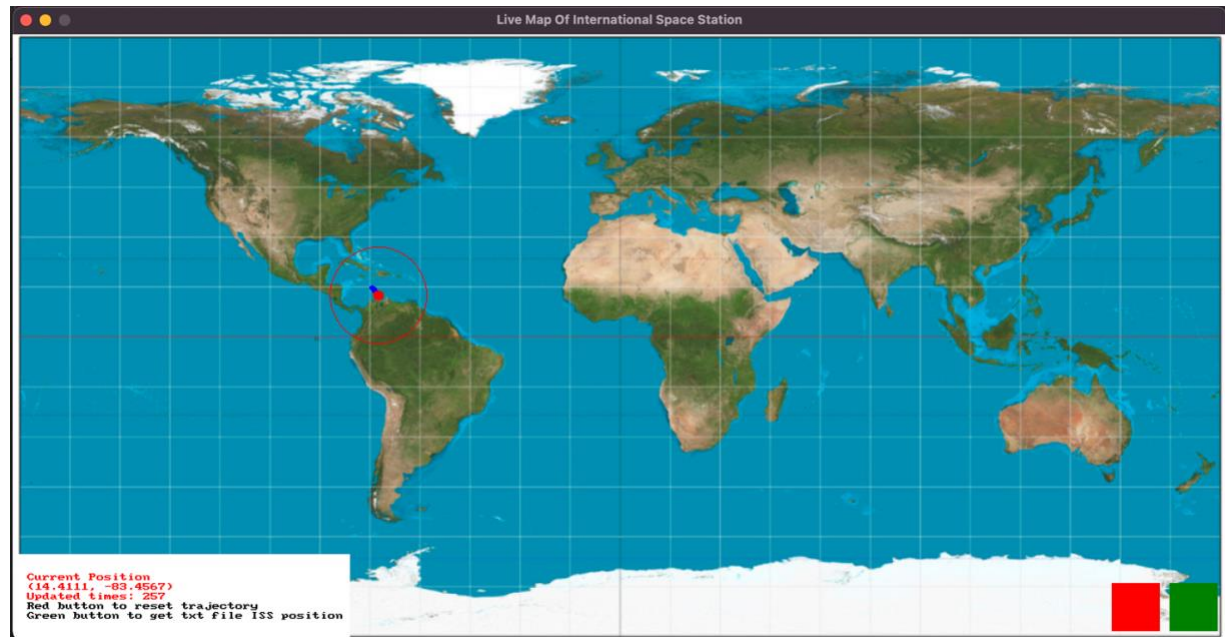 Live Map Of International Space Station
Current Position
(14.4111, -83.4567)
Updated times: 257
Red button to reset trajectory
Green button to get txt file ISS position